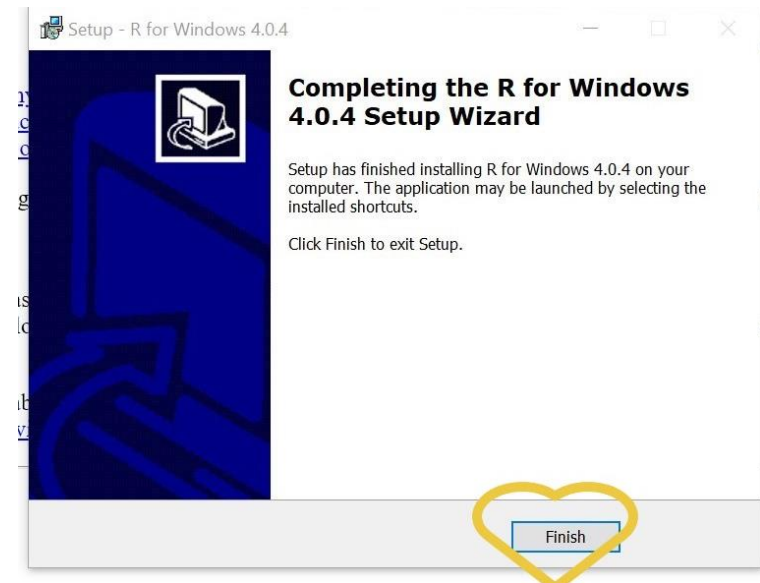 Setup - R for Windows 4.0.4
Completing the R for Windows
4.0.4 Setup Wizard
Setup has finished installing R for Windows 4.0.4 on your
computer. The application may be launched by selecting the
installed shortcuts.
Click Finish to exit Setup.
Finish